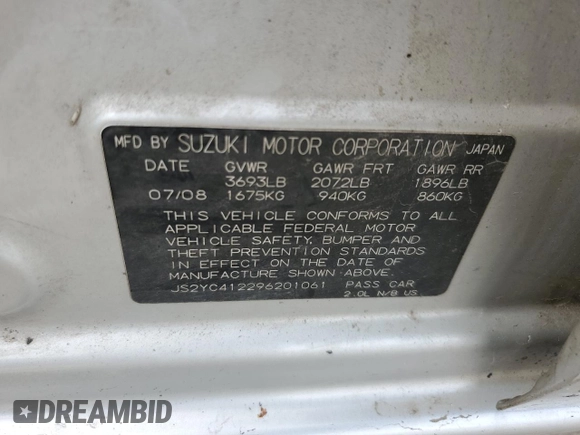 MFD BY SUZUKI MOTOR CORPORATION JAPAN
DATE GVWR GAWR FRT GAWR RR
3693LB 2072LB 1896LB
07/08 1675KG 940KG 860KG
THIS VEHICLE CONFORMS TO ALL
APPLICABLE FEDERAL MOTOR
VEHICLE SAFETY, BUMPER AND
THEFT PREVENTION STANDARDS
IN EFFECT ON THE DATE OF
MANUFACTURE SHOWN ABOVE.
JS2YC412296201061 PASS CAR
2.0L N/B US
DREAMBID